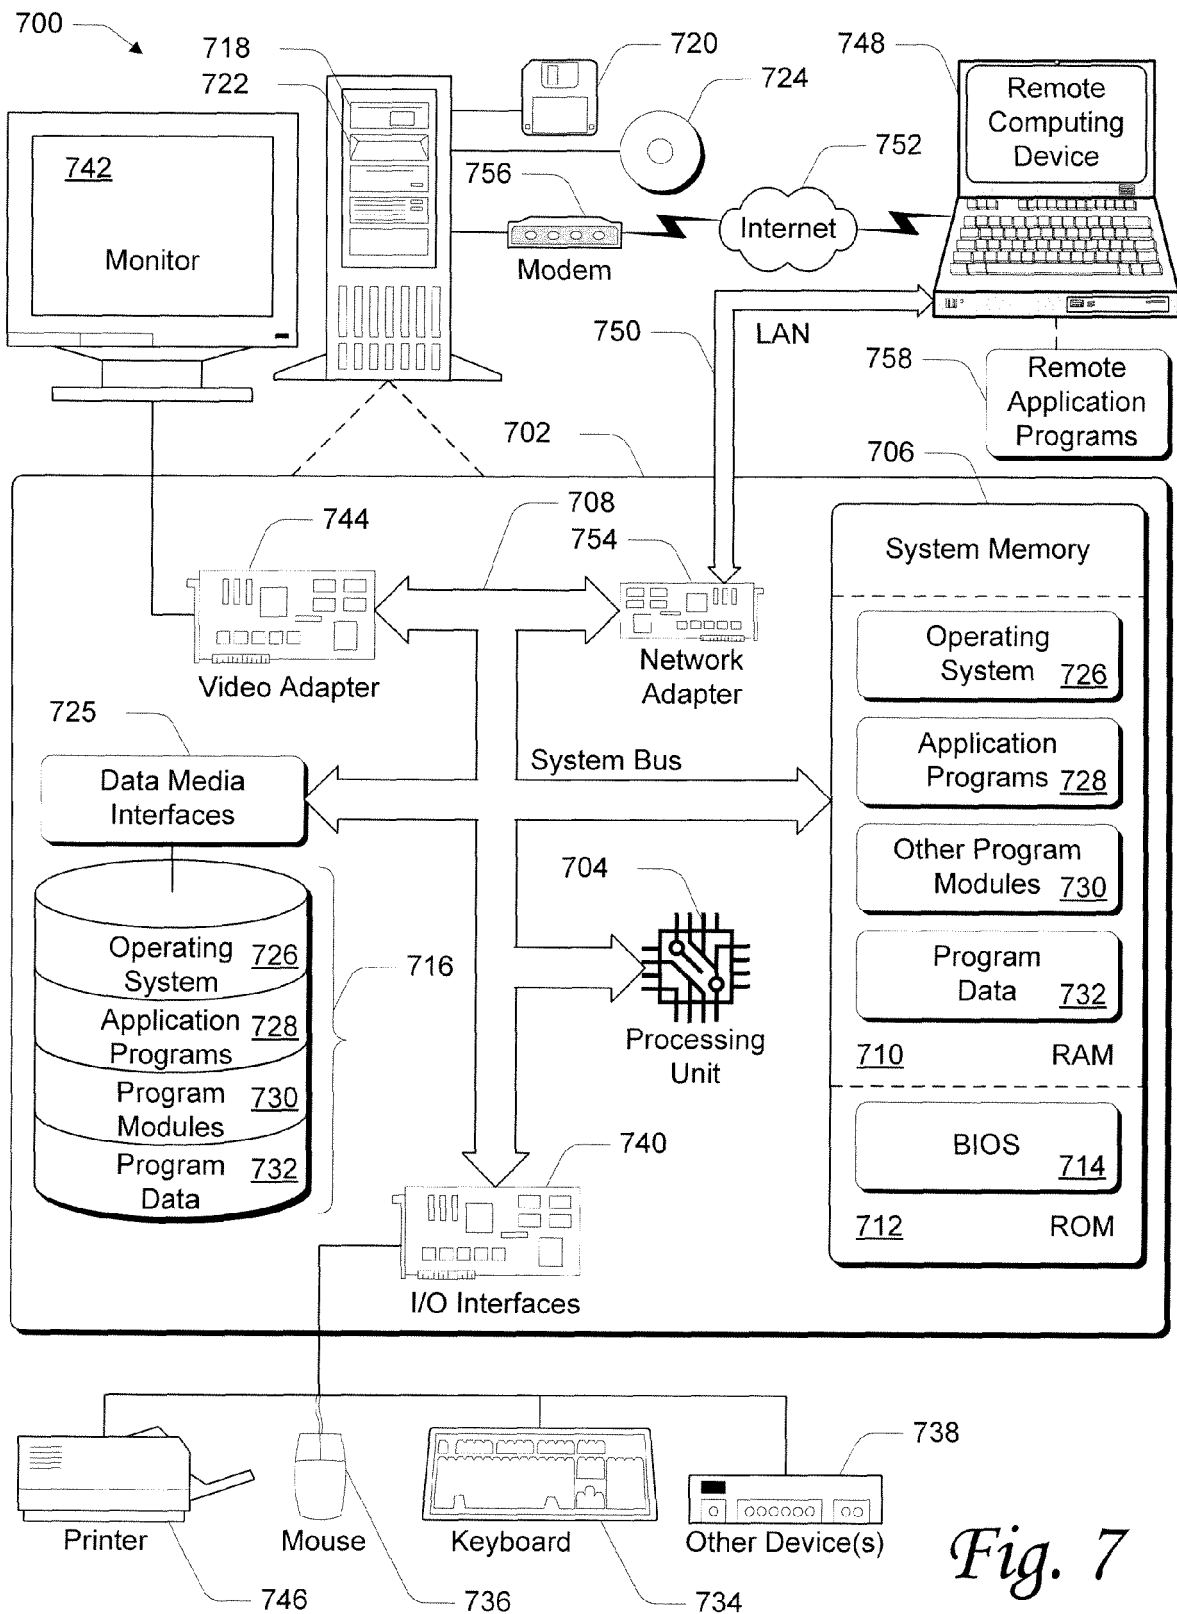 700
718
722
720
724
748
Remote
Computing
Device
742
Monitor
756
Modem
752
Internet
750
LAN
758
Remote
Application
Programs
702
706
708
744
754
Video Adapter
Network
Adapter
System Memory
Operating
System 726
Application
Programs 728
Other Program
Modules 730
Program
Data 732
710 RAM
BIOS 714
712 ROM
725
Data Media
Interfaces
System Bus
704
Processing
Unit
Operating
System 726
Application
Programs 728
Program
Modules 730
Program
Data 732
716
740
I/O Interfaces
Printer
746
Mouse
736
Keyboard
734
738
Other Device(s)
Fig. 7